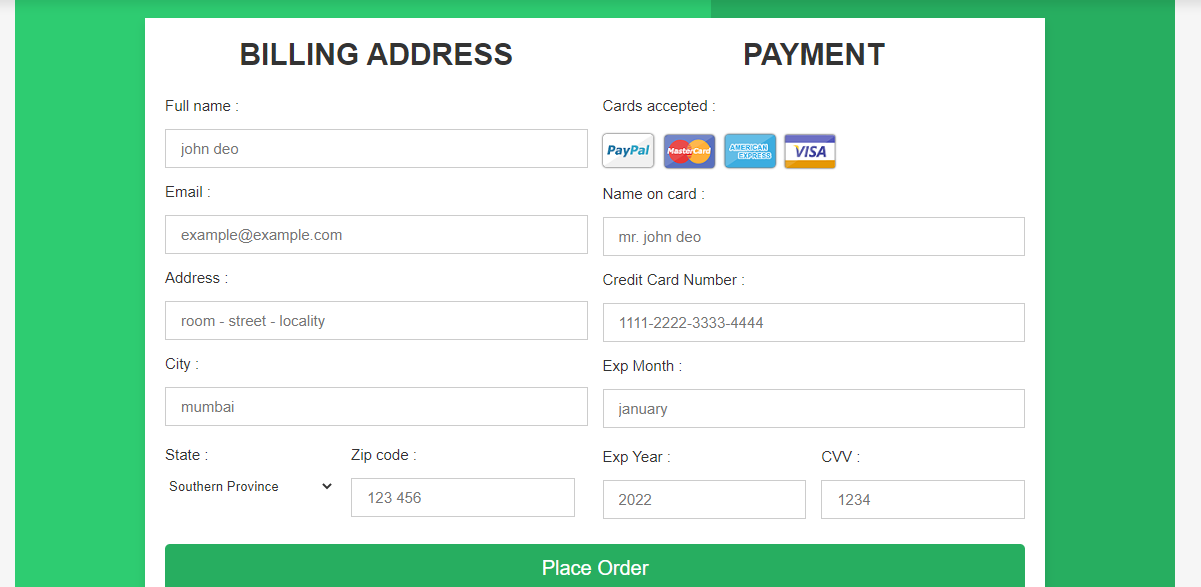 BILLING ADDRESS
Full name :
john deo
Email :
example@example.com
Address :
room - street - locality
City :
mumbai
State :
Southern Province
Zip code :
123 456
PAYMENT
Cards accepted :
PayPal MasterCard AMERICAN EXPRESS VISA
Name on card :
mr. john deo
Credit Card Number :
1111-2222-3333-4444
Exp Month :
january
Exp Year :
2022
CVV :
1234
Place Order